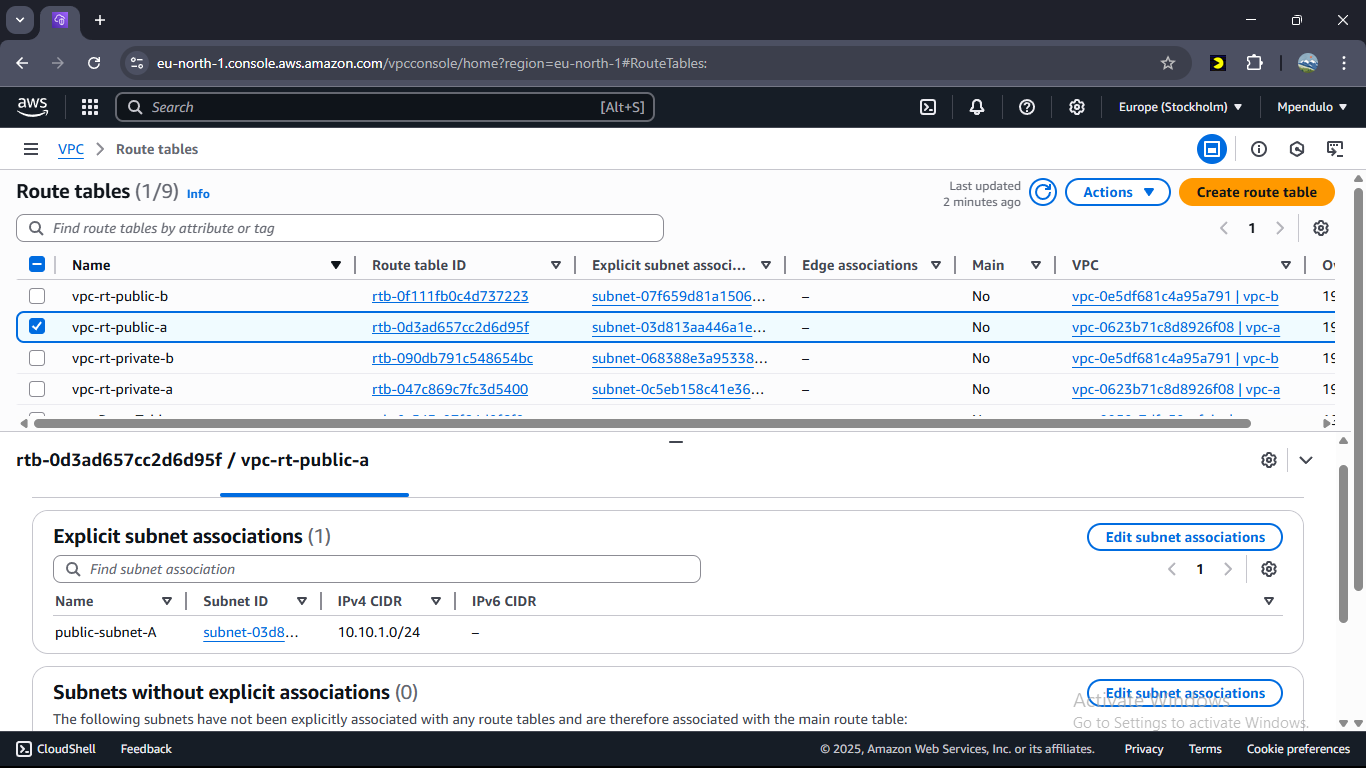 eu-north-1.console.aws.amazon.com/vpcconsole/home?region=eu-north-1#RouteTables:
aws
Search
[Alt+S]
Europe (Stockholm)
Mpendulo
VPC
Route tables
Route tables (1/9) Info
Last updated
2 minutes ago
Actions
Create route table
Find route tables by attribute or tag
1
Name Route table ID Explicit subnet associ... Edge associations Main VPC
vpc-rt-public-b rtb-0f111fb0c4d737223 subnet-07f659d81a1506... – No vpc-0e5df681c4a95a791 | vpc-b 19
vpc-rt-public-a rtb-0d3ad657cc2d6d95f subnet-03d813aa446a1e... – No vpc-0623b71c8d8926f08 | vpc-a 19
vpc-rt-private-b rtb-090db791c548654bc subnet-068388e3a95338... – No vpc-0e5df681c4a95a791 | vpc-b 19
vpc-rt-private-a rtb-047c869c7fc3d5400 subnet-0c5eb158c41e36... – No vpc-0623b71c8d8926f08 | vpc-a 19
rtb-0d3ad657cc2d6d95f / vpc-rt-public-a
Explicit subnet associations (1)
Edit subnet associations
Find subnet association
1
Name Subnet ID IPv4 CIDR IPv6 CIDR
public-subnet-A subnet-03d8... 10.10.1.0/24 –
Subnets without explicit associations (0)
Edit subnet associations
The following subnets have not been explicitly associated with any route tables and are therefore associated with the main route table:
Activate Windows
Go to Settings to activate Windows.
CloudShell
Feedback
© 2025, Amazon Web Services, Inc. or its affiliates.
Privacy
Terms
Cookie preferences